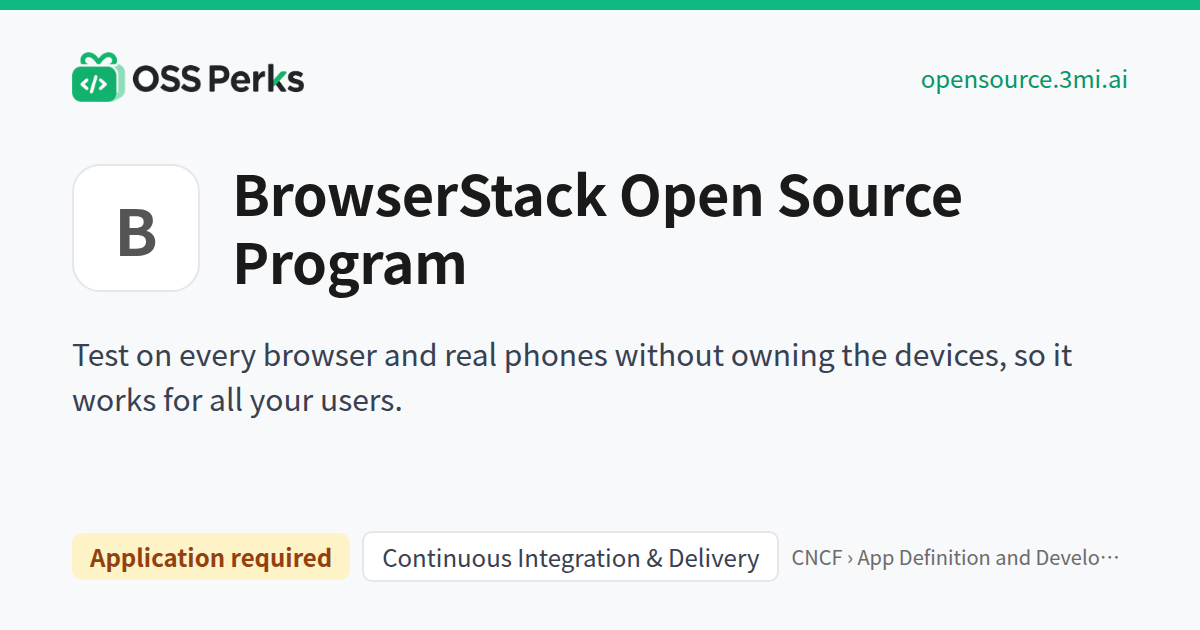 </> OSS Perks
opensource.3mi.ai
B
BrowserStack Open Source
Program
Test on every browser and real phones without owning the devices, so it
works for all your users.
Application required
Continuous Integration & Delivery
CNCF › App Definition and Develo…